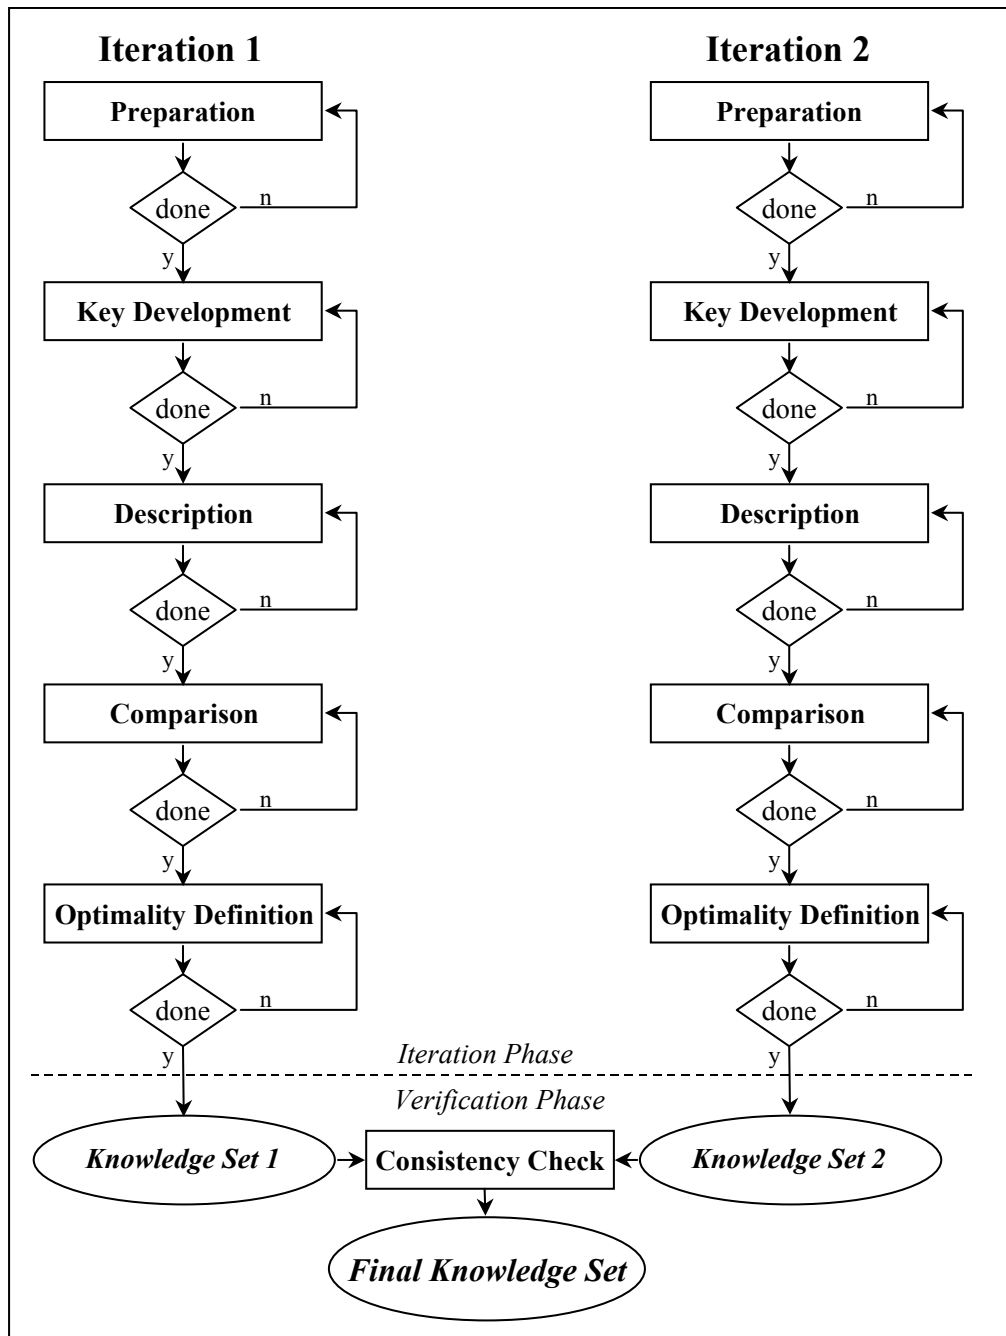 Iteration 1 Iteration 2
Preparation Preparation
done n done n
y y
Key Development Key Development
done n done n
y y
Description Description
done n done n
y y
Comparison Comparison
done n done n
y y
Optimality Definition Optimality Definition
done n done n
y Iteration Phase y
Verification Phase
Knowledge Set 1 Consistency Check Knowledge Set 2
Final Knowledge Set